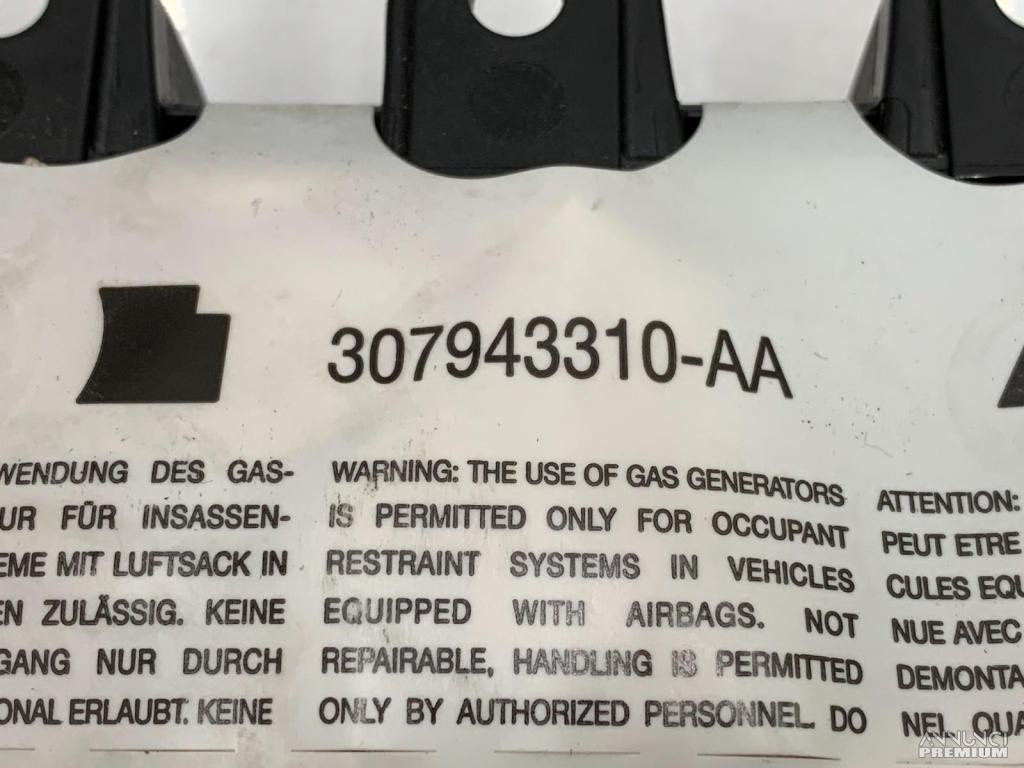 307943310-AA
WENDUNG DES GAS-
UR FÜR INSASSEN-
EME MIT LUFTSACK IN
EN ZULÄSSIG. KEINE
GANG NUR DURCH
ONAL ERLAUBT. KEINE
WARNING: THE USE OF GAS GENERATORS
IS PERMITTED ONLY FOR OCCUPANT
RESTRAINT SYSTEMS IN VEHICLES
EQUIPPED WITH AIRBAGS. NOT
REPAIRABLE, HANDLING IS PERMITTED
ONLY BY AUTHORIZED PERSONNEL. DO
ATTENTION:
PEUT ETRE
CULES EQU
NUE AVEC
DEMONTA
NEL. QUA
ANNUNCI
PREMIUM